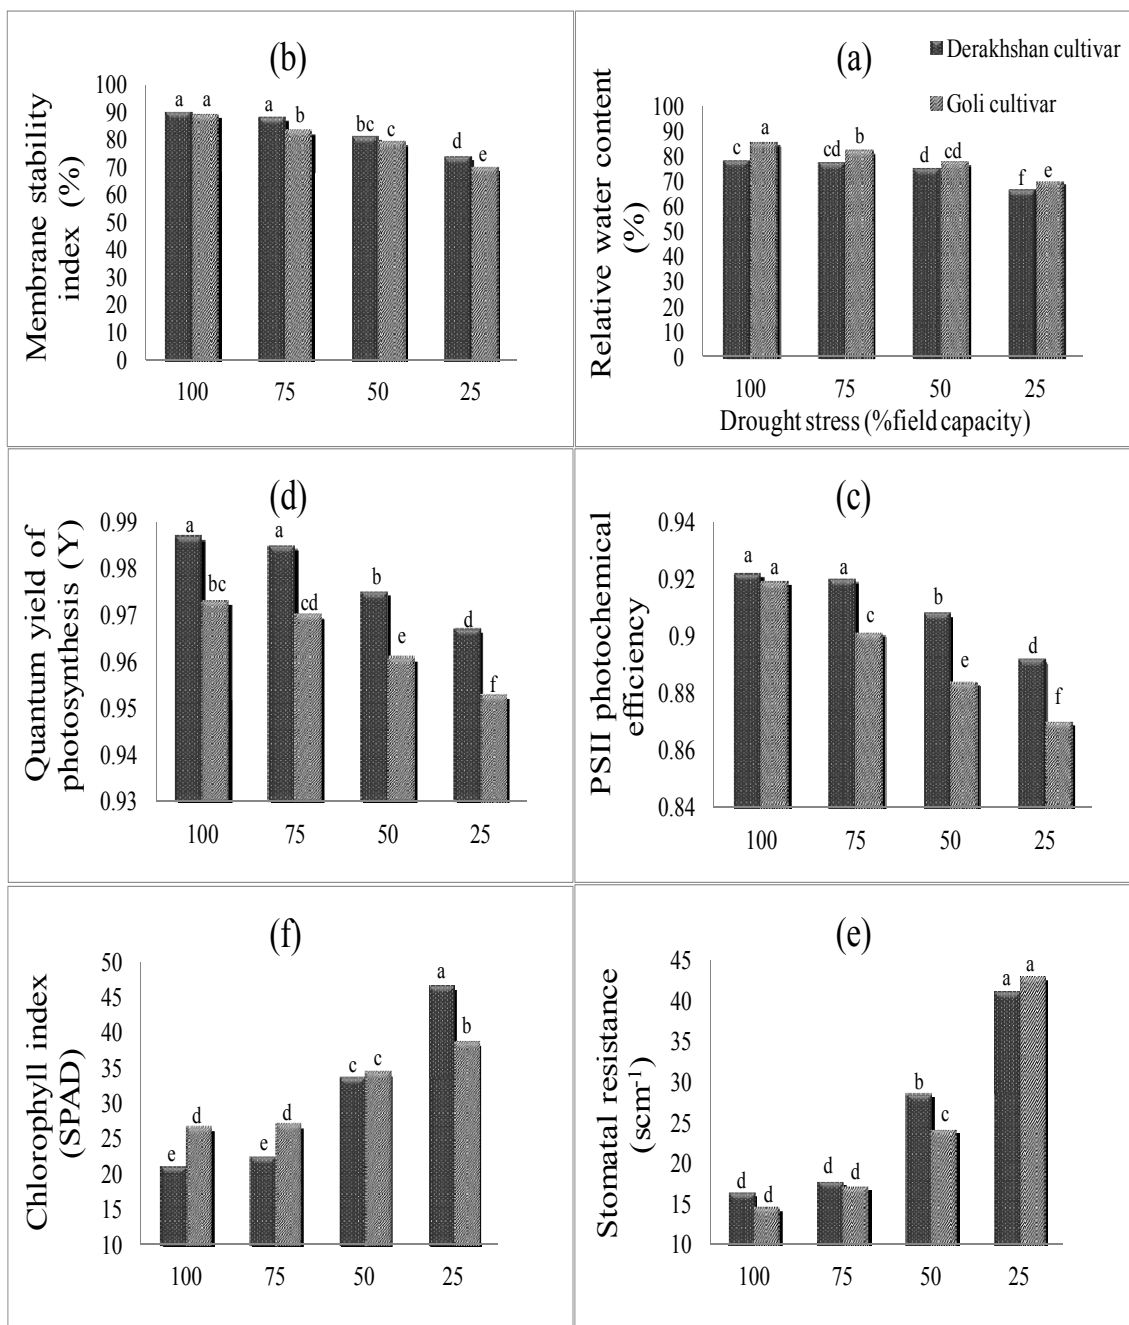 (b)
Membrane stability
index (%)
100
90
80
70
60
50
40
30
20
10
0
a a a b bc c d e
100 75 50 25
(a)
Derakhshan cultivar
Goli cultivar
Relative water content
(%)
100
90
80
70
60
50
40
30
20
10
0
c a cd b d cd f e
100 75 50 25
Drought stress (%field capacity)
(d)
Quantum yield of
photosynthesis (Y)
0.99
0.98
0.97
0.96
0.95
0.94
0.93
a bc a cd b e d f
100 75 50 25
(c)
PSII photochemical
efficiency
0.94
0.92
0.9
0.88
0.86
0.84
a a a c b e d f
100 75 50 25
(f)
Chlorophyll index
(SPAD)
50
45
40
35
30
25
20
15
10
e d e d c c a b
100 75 50 25
(e)
Stomatal resistance
(scm⁻¹)
45
40
35
30
25
20
15
10
d d d d b c a a
100 75 50 25